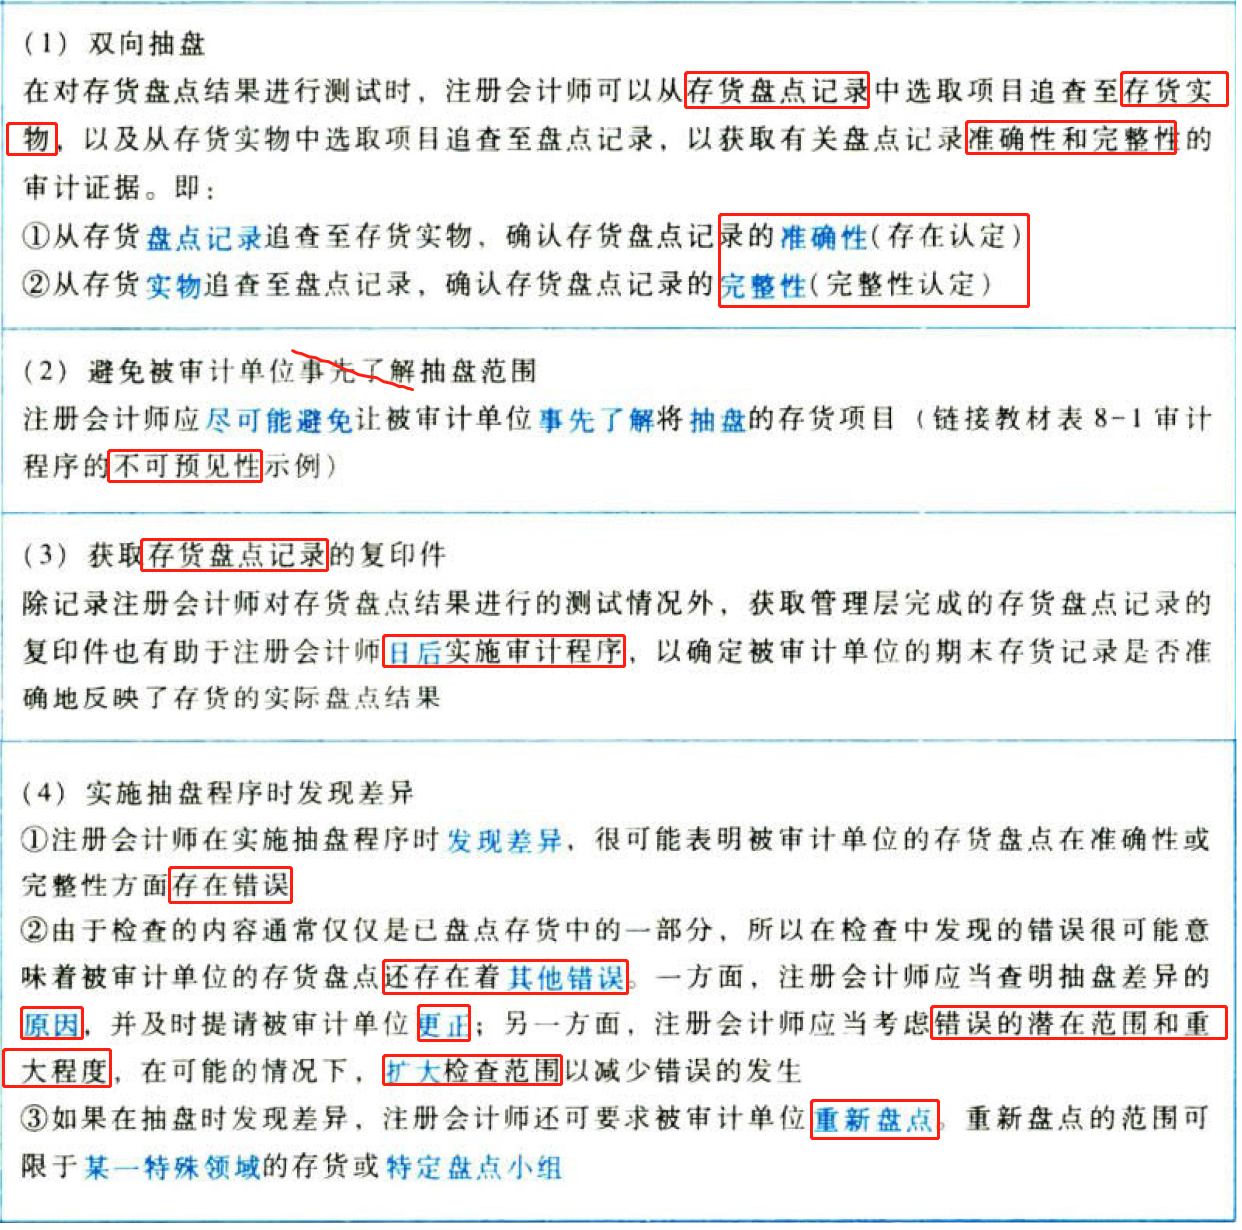 (1) 双向抽盘
在对存货盘点结果进行测试时，注册会计师可以从存货盘点记录中选取项目追查至存货实
物，以及从存货实物中选取项目追查至盘点记录，以获取有关盘点记录准确性和完整性的
审计证据。即：
①从存货盘点记录追查至存货实物，确认存货盘点记录的准确性(存在认定)
②从存货实物追查至盘点记录，确认存货盘点记录的完整性(完整性认定)
(2) 避免被审计单位事先了解抽盘范围
注册会计师应尽可能避免让被审计单位事先了解将抽盘的存货项目（链接教材表 8-1 审计
程序的不可预见性示例）
(3) 获取存货盘点记录的复印件
除记录注册会计师对存货盘点结果进行的测试情况外，获取管理层完成的存货盘点记录的
复印件也有助于注册会计师日后实施审计程序，以确定被审计单位的期末存货记录是否准
确地反映了存货的实际盘点结果
(4) 实施抽盘程序时发现差异
①注册会计师在实施抽盘程序时发现差异，很可能表明被审计单位的存货盘点在准确性或
完整性方面存在错误
②由于检查的内容通常仅仅是已盘点存货中的一部分，所以在检查中发现的错误很可能意
味着被审计单位的存货盘点还存在着其他错误。一方面，注册会计师应当查明抽盘差异的
原因，并及时提请被审计单位更正；另一方面，注册会计师应当考虑错误的潜在范围和重
大程度，在可能的情况下，扩大检查范围以减少错误的发生
③如果在抽盘时发现差异，注册会计师还可要求被审计单位重新盘点。重新盘点的范围可
限于某一特殊领域的存货或特定盘点小组